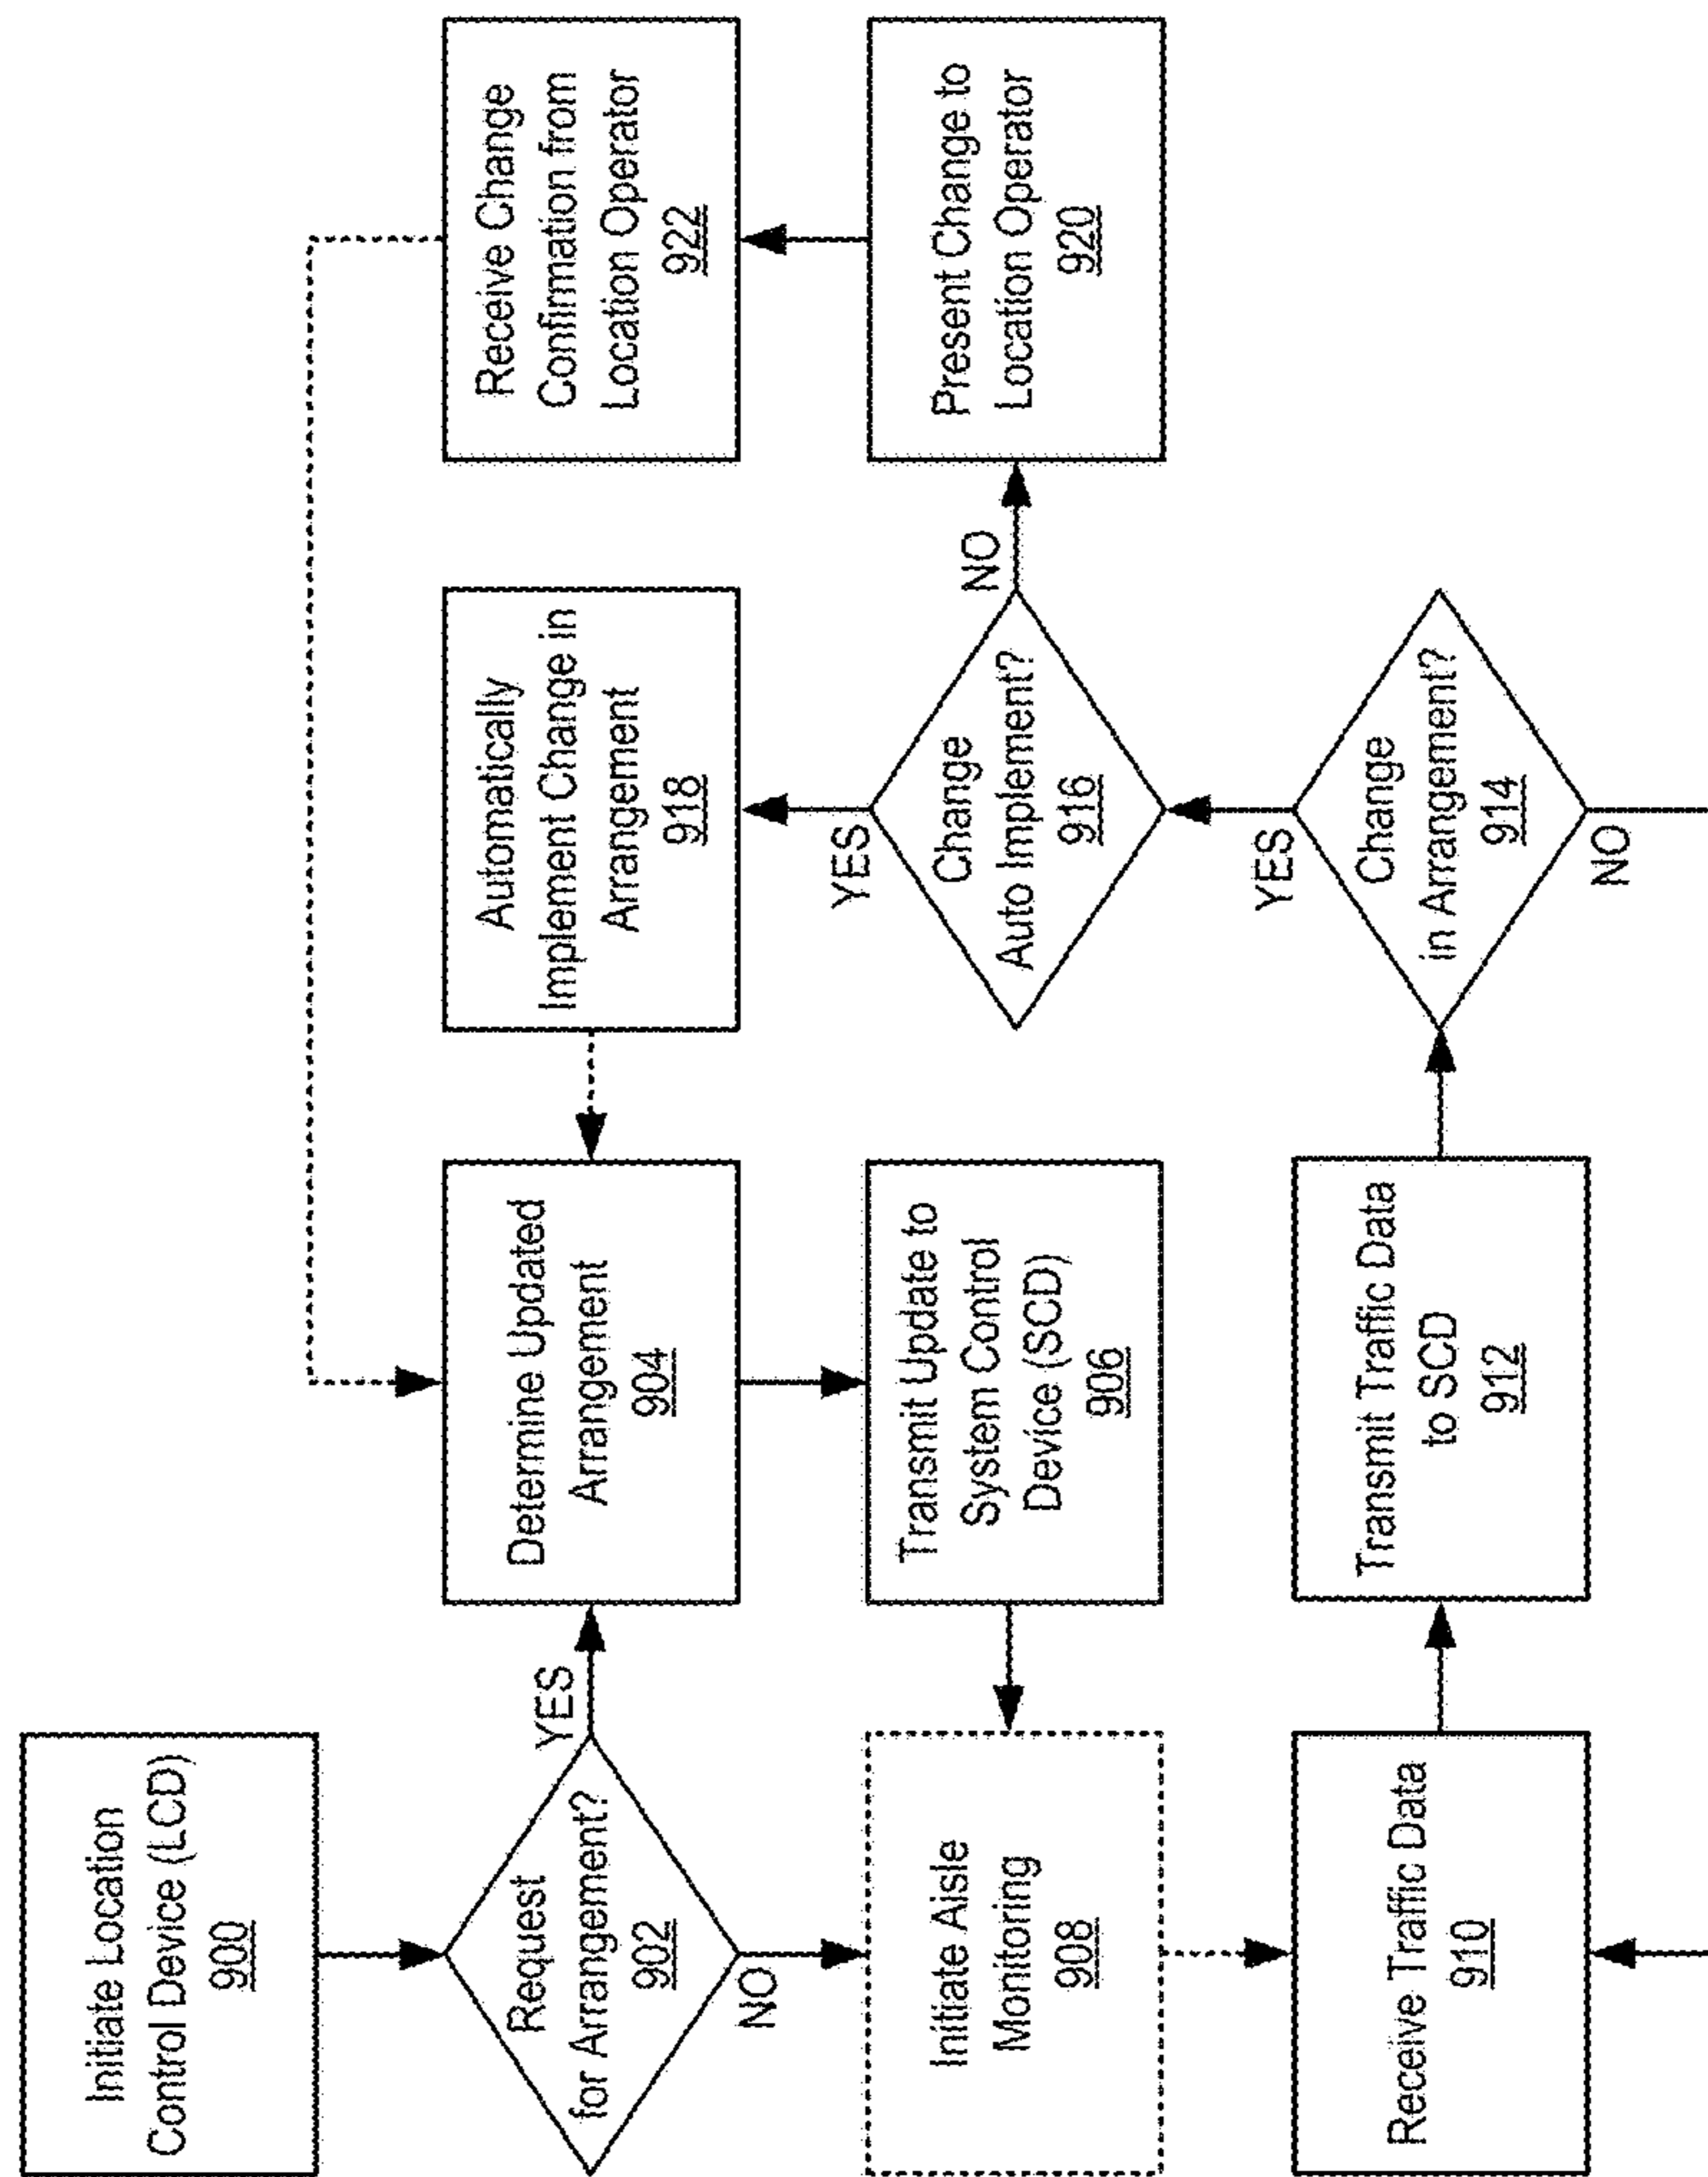 Initiate Location
Control Device (LCD)
900
Request
for Arrangement?
902
YES
NO
Determine Updated
Arrangement
904
Transmit Update to
System Control
Device (SCD)
906
Initiate Aisle
Monitoring
908
Receive Traffic Data
910
Transmit Traffic Data
to SCD
912
Change
in Arrangement?
914
YES
NO
Change
Auto Implement?
916
YES
NO
Automatically
Implement Change in
Arrangement
918
Present Change to
Location Operator
920
Receive Change
Confirmation from
Location Operator
922